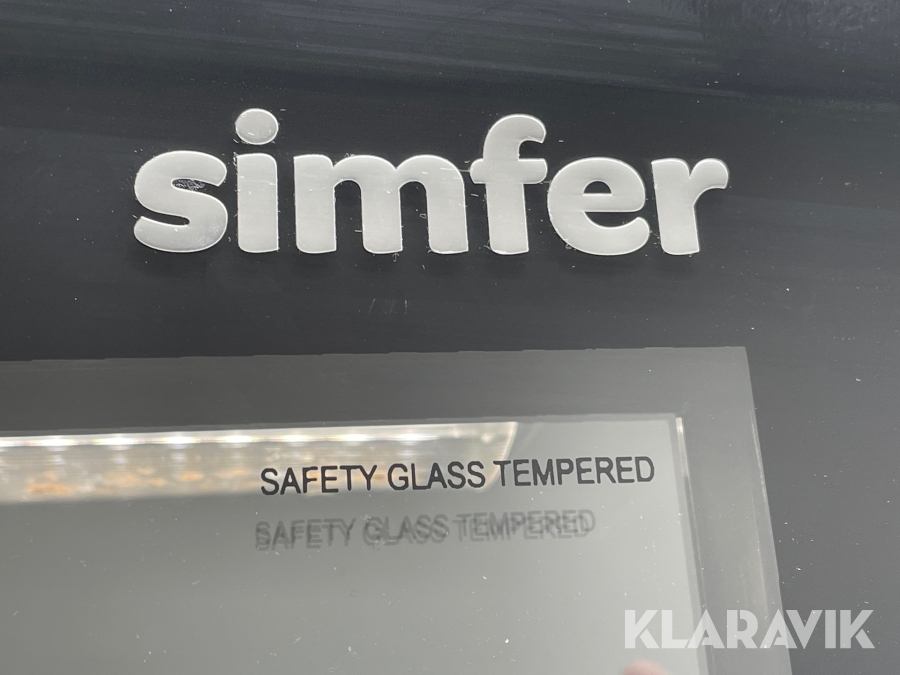 simfer
SAFETY GLASS TEMPERED
SAFETY GLASS TEMPERED
KLARAVIK